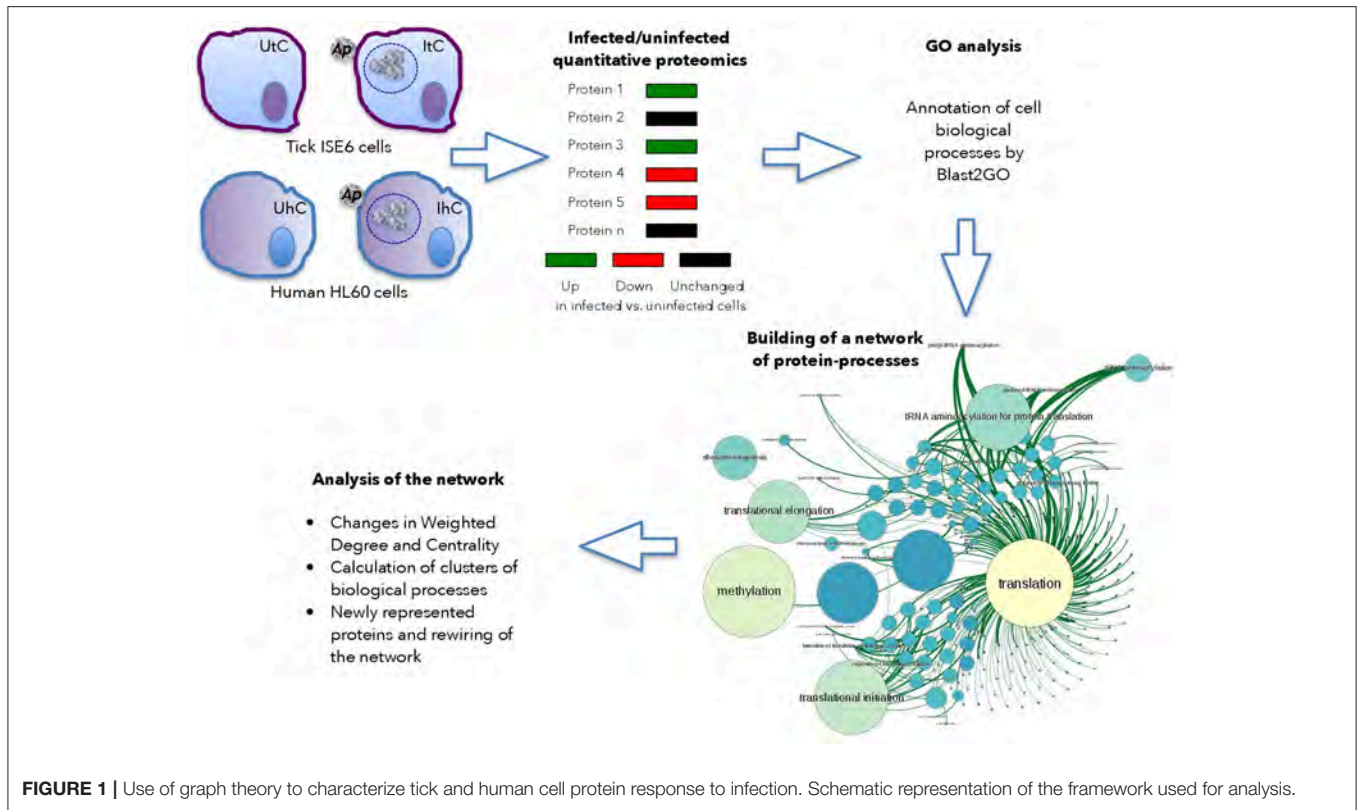 UtC
Ap
ItC
Tick ISE6 cells
UhC
Ap
IhC
Human HL60 cells
Infected/uninfected
quantitative proteomics
Protein 1
Protein 2
Protein 3
Protein 4
Protein 5
Protein n
Up Down Unchanged
in infected vs. uninfected cells
GO analysis
Annotation of cell
biological
processes by
Blast2GO
Building of a network
of protein-processes
tRNA aminoacylation for protein translation
ribosome biogenesis
translational elongation
methylation
translation
translational initiation
Analysis of the network
• Changes in Weighted
Degree and Centrality
• Calculation of clusters of
biological processes
• Newly represented
proteins and rewiring of
the network
FIGURE 1 | Use of graph theory to characterize tick and human cell protein response to infection. Schematic representation of the framework used for analysis.